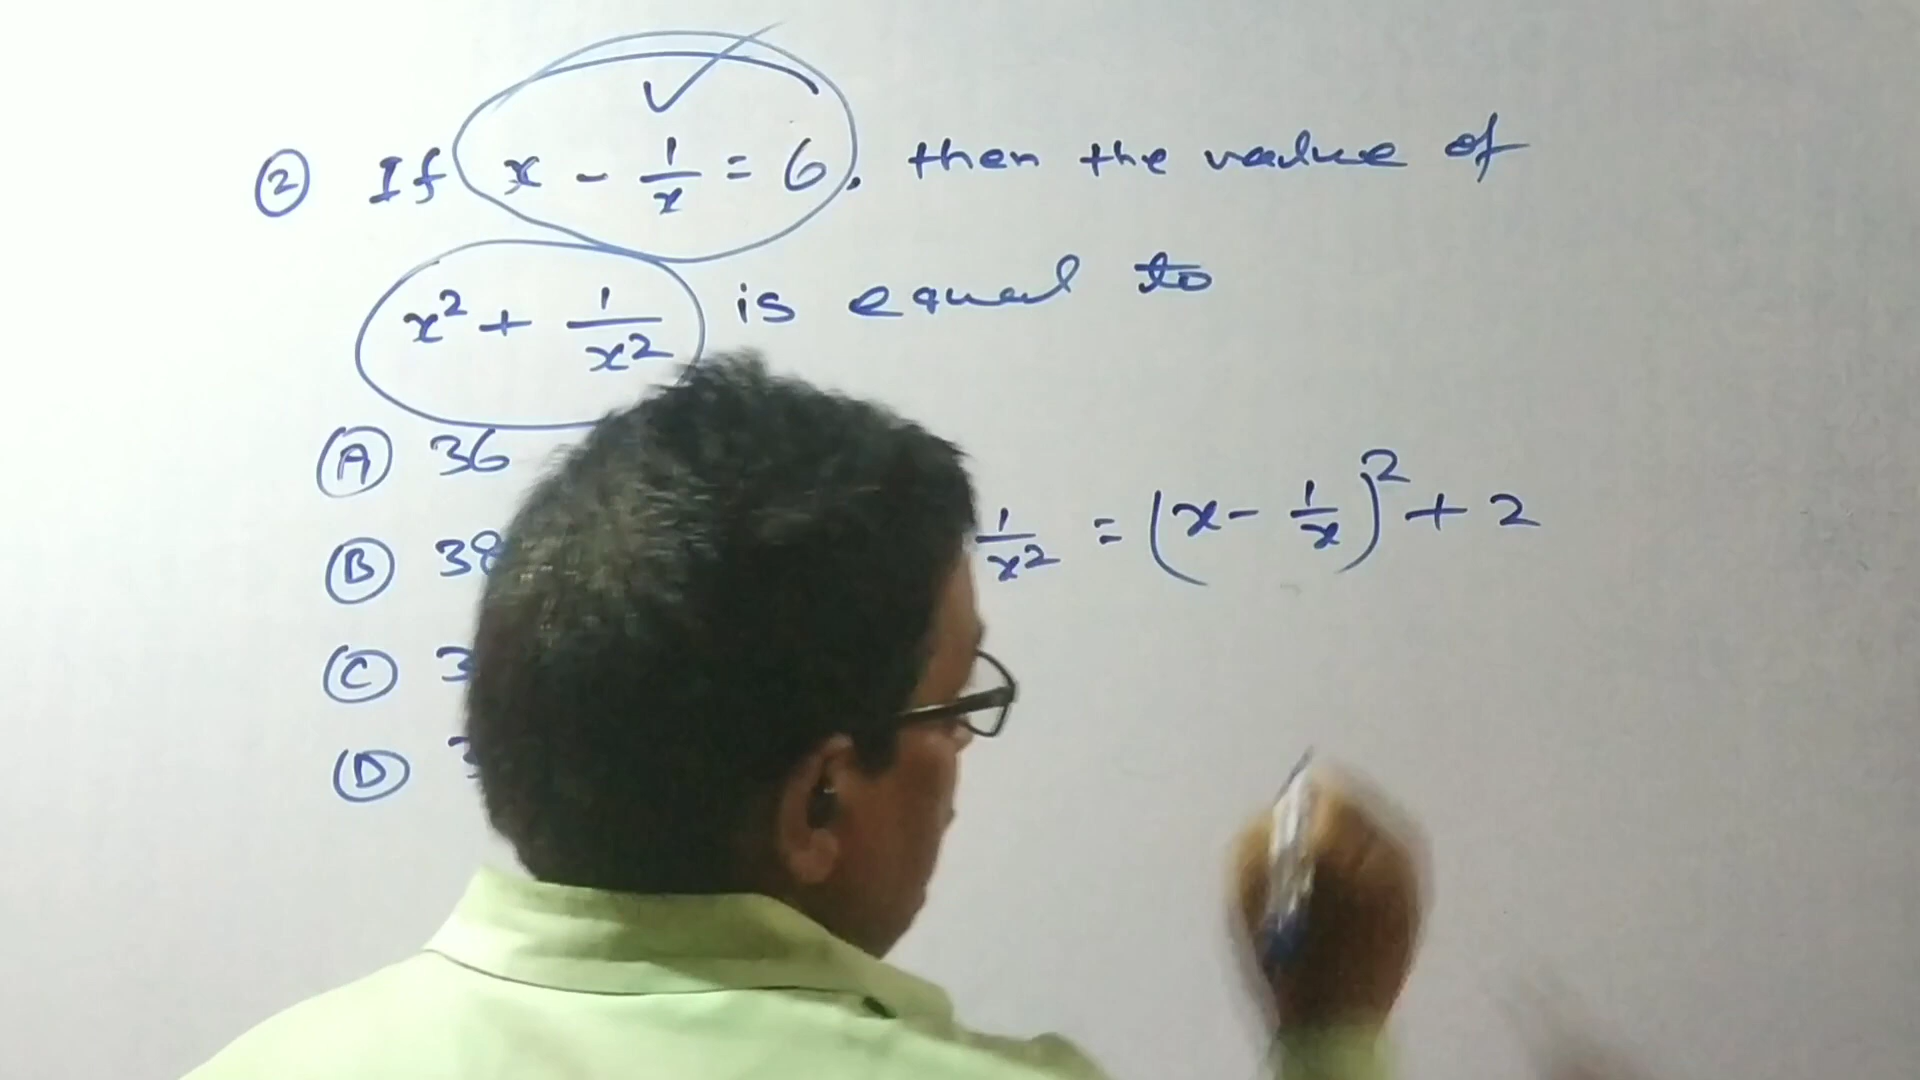 ② If x - 1/x = 6, then the value of
x² + 1/x² is equal to
Ⓐ 36
Ⓑ 38
1/x² = (x - 1/x)² + 2
Ⓒ 3
Ⓓ